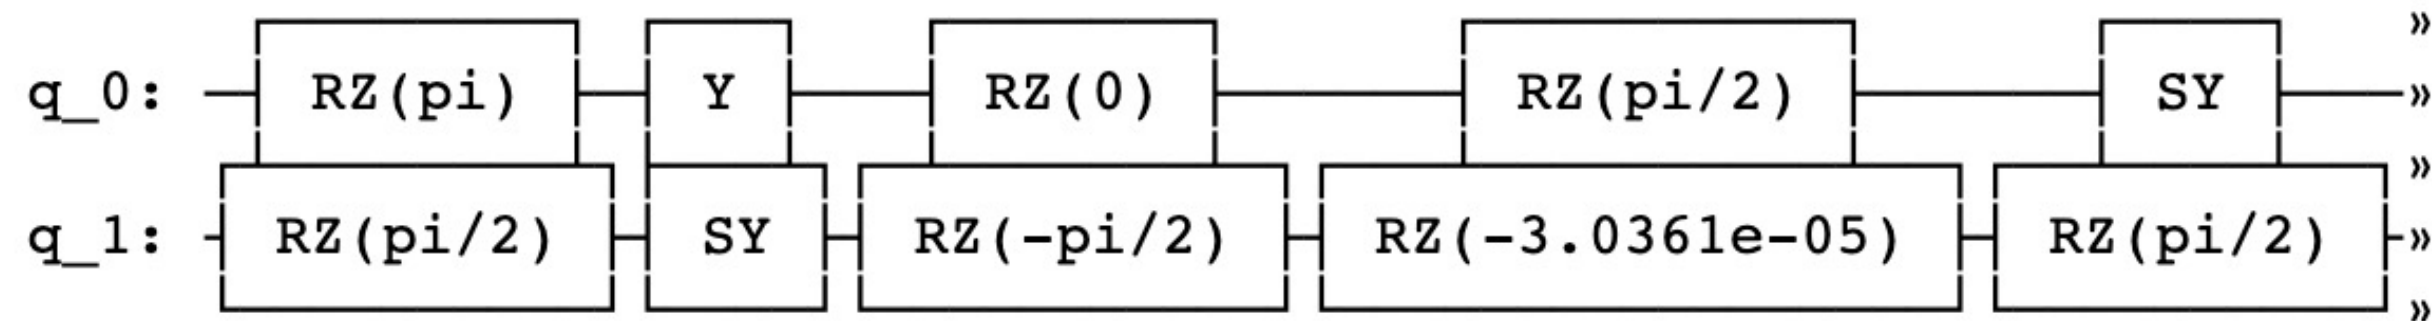 »
q_0: RZ(pi) Y RZ(0) RZ(pi/2) SY »
»
q_1: RZ(pi/2) SY RZ(-pi/2) RZ(-3.0361e-05) RZ(pi/2) »
»